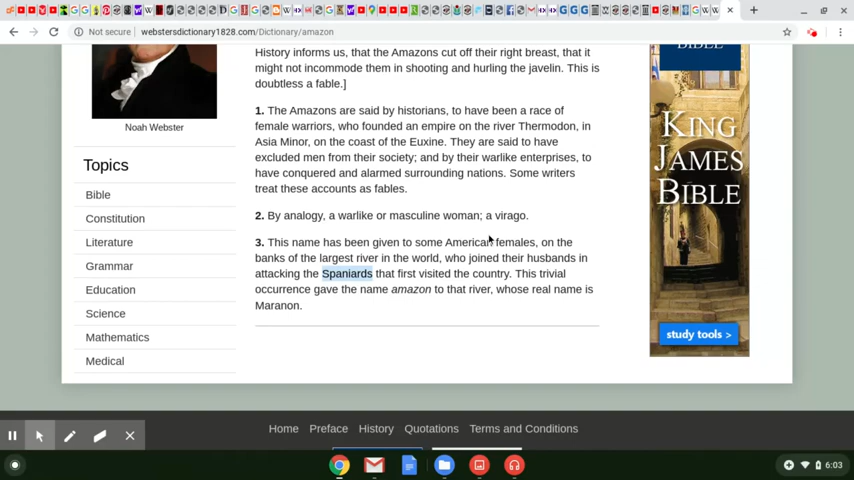 Not secure | webstersdictionary1828.com/Dictionary/amazon
History informs us, that the Amazons cut off their right breast, that it
might not incommode them in shooting and hurling the javelin. This is
doubtless a fable.]
BIBLE
Noah Webster
1. The Amazons are said by historians, to have been a race of
female warriors, who founded an empire on the river Thermodon, in
Asia Minor, on the coast of the Euxine. They are said to have
excluded men from their society; and by their warlike enterprises, to
have conquered and alarmed surrounding nations. Some writers
treat these accounts as fables.
2. By analogy, a warlike or masculine woman; a virago.
3. This name has been given to some American females, on the
banks of the largest river in the world, who joined their husbands in
attacking the Spaniards that first visited the country. This trivial
occurrence gave the name amazon to that river, whose real name is
Maranon.
Topics
Bible
Constitution
Literature
Grammar
Education
Science
Mathematics
Medical
KING
JAMES
BIBLE
study tools >
Home Preface History Quotations Terms and Conditions
6:03